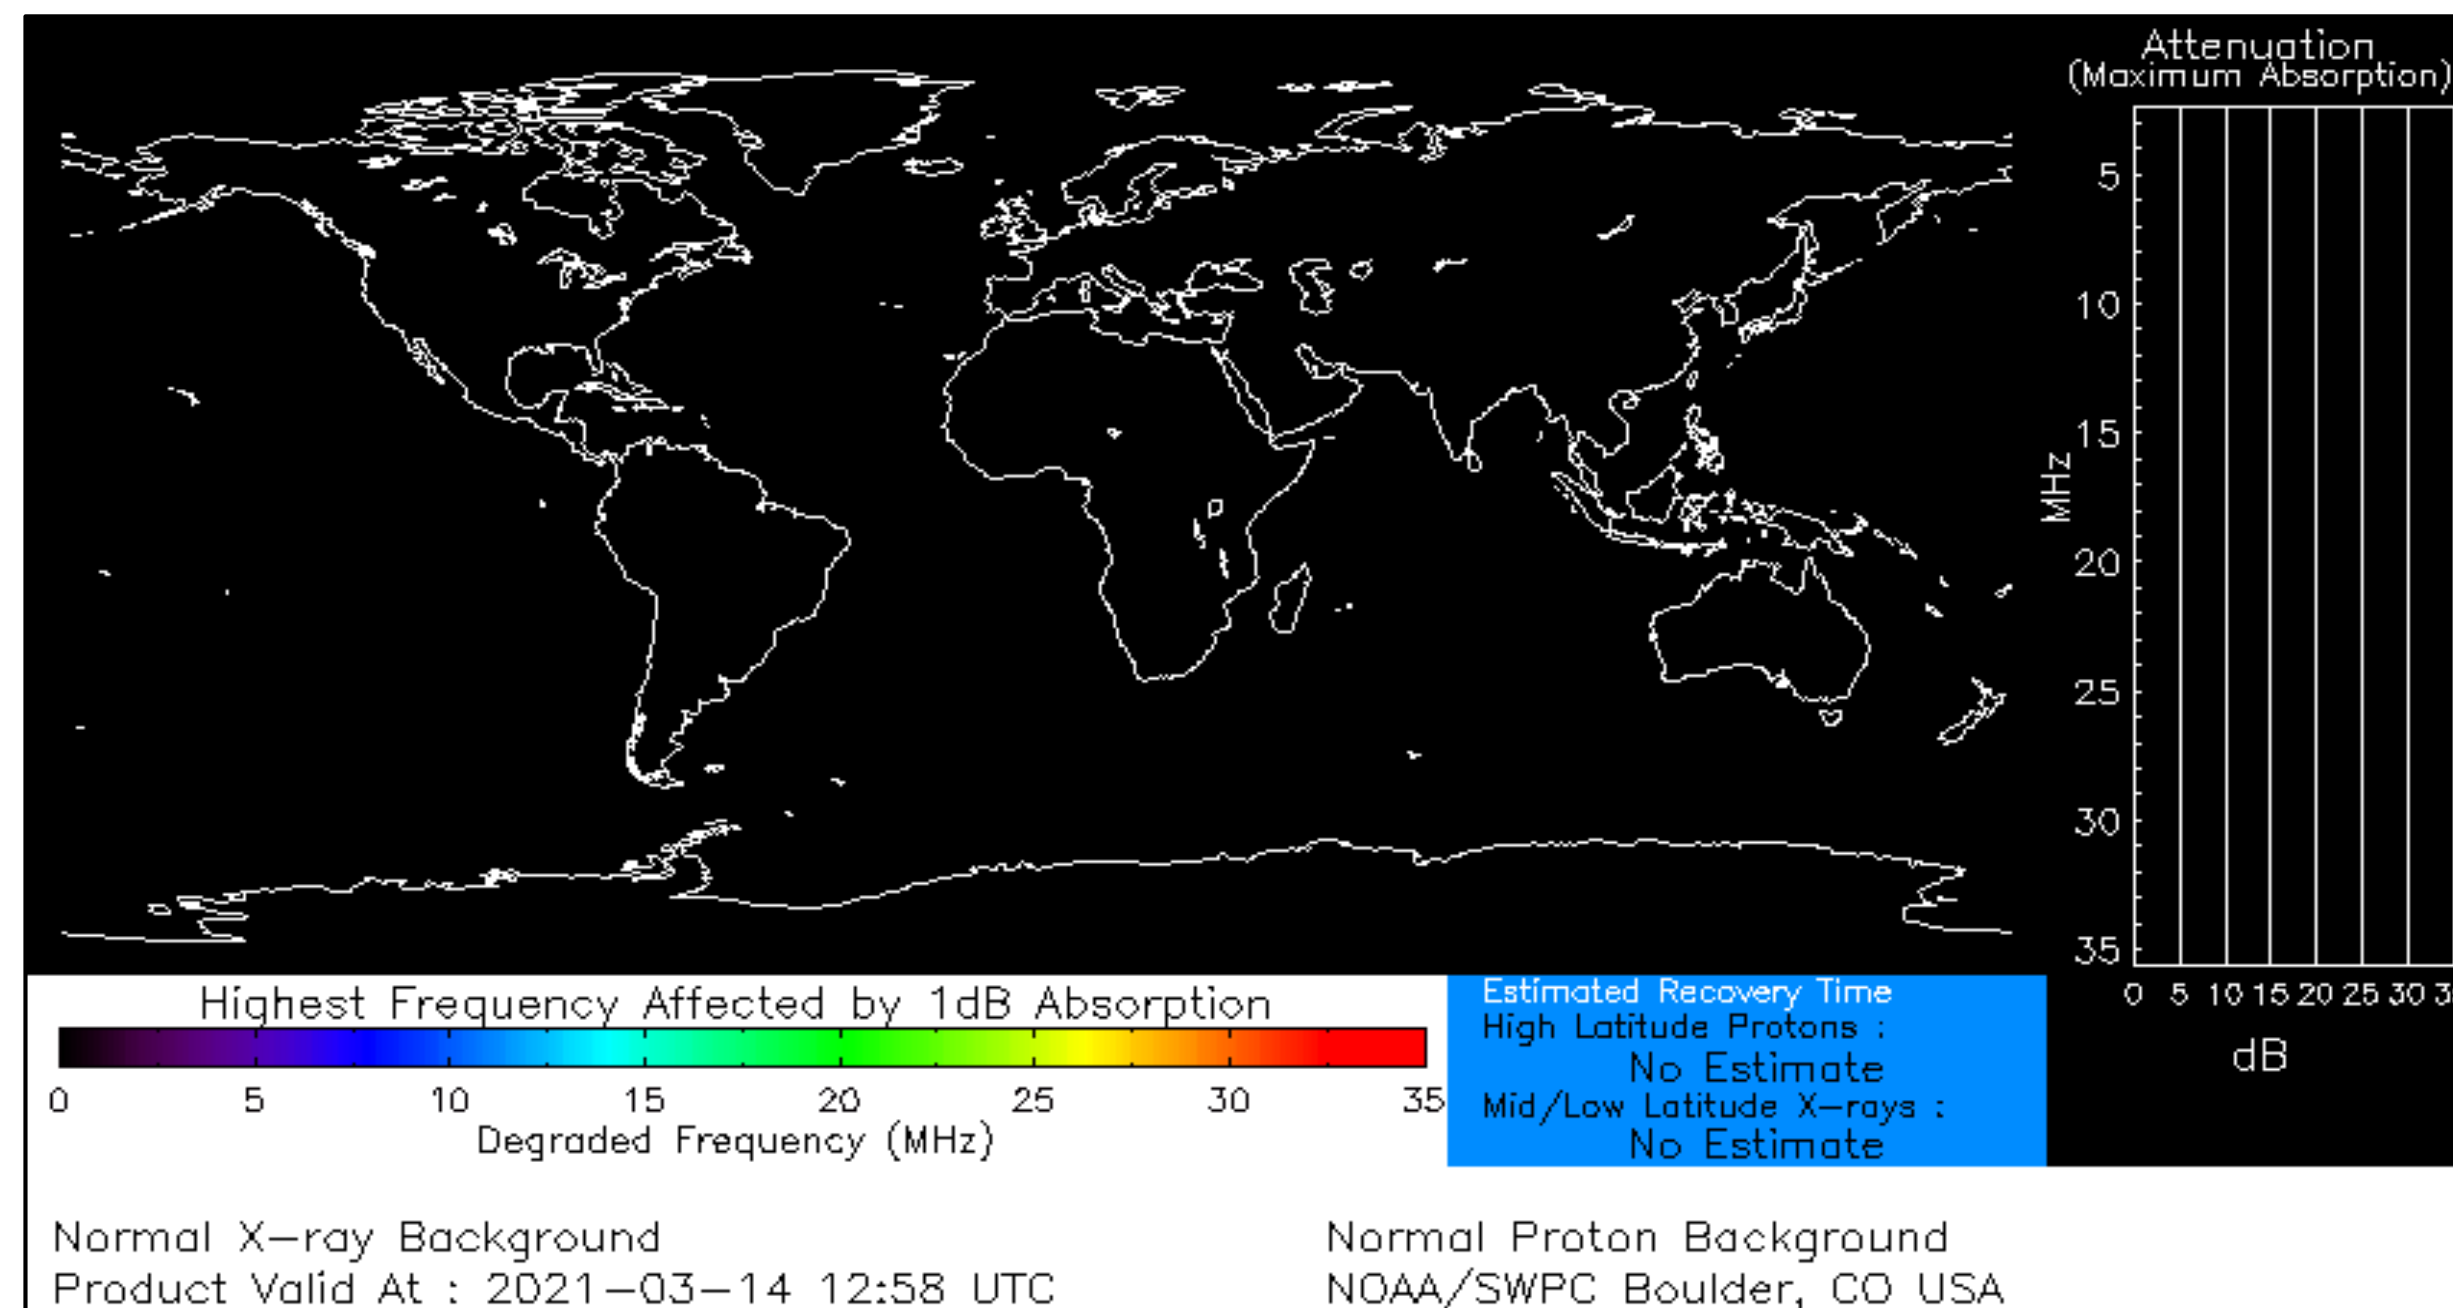 Attenuation
(Maximum Absorption)
5
10
15
20
25
30
35
MHz
0 5 10 15 20 25 30
dB
Highest Frequency Affected by 1dB Absorption
0 5 10 15 20 25 30 35
Degraded Frequency (MHz)
Estimated Recovery Time
High Latitude Protons :
No Estimate
Mid/Low Latitude X-rays :
No Estimate
Normal X-ray Background
Normal Proton Background
Product Valid At : 2021-03-14 12:58 UTC
NOAA/SWPC Boulder, CO USA